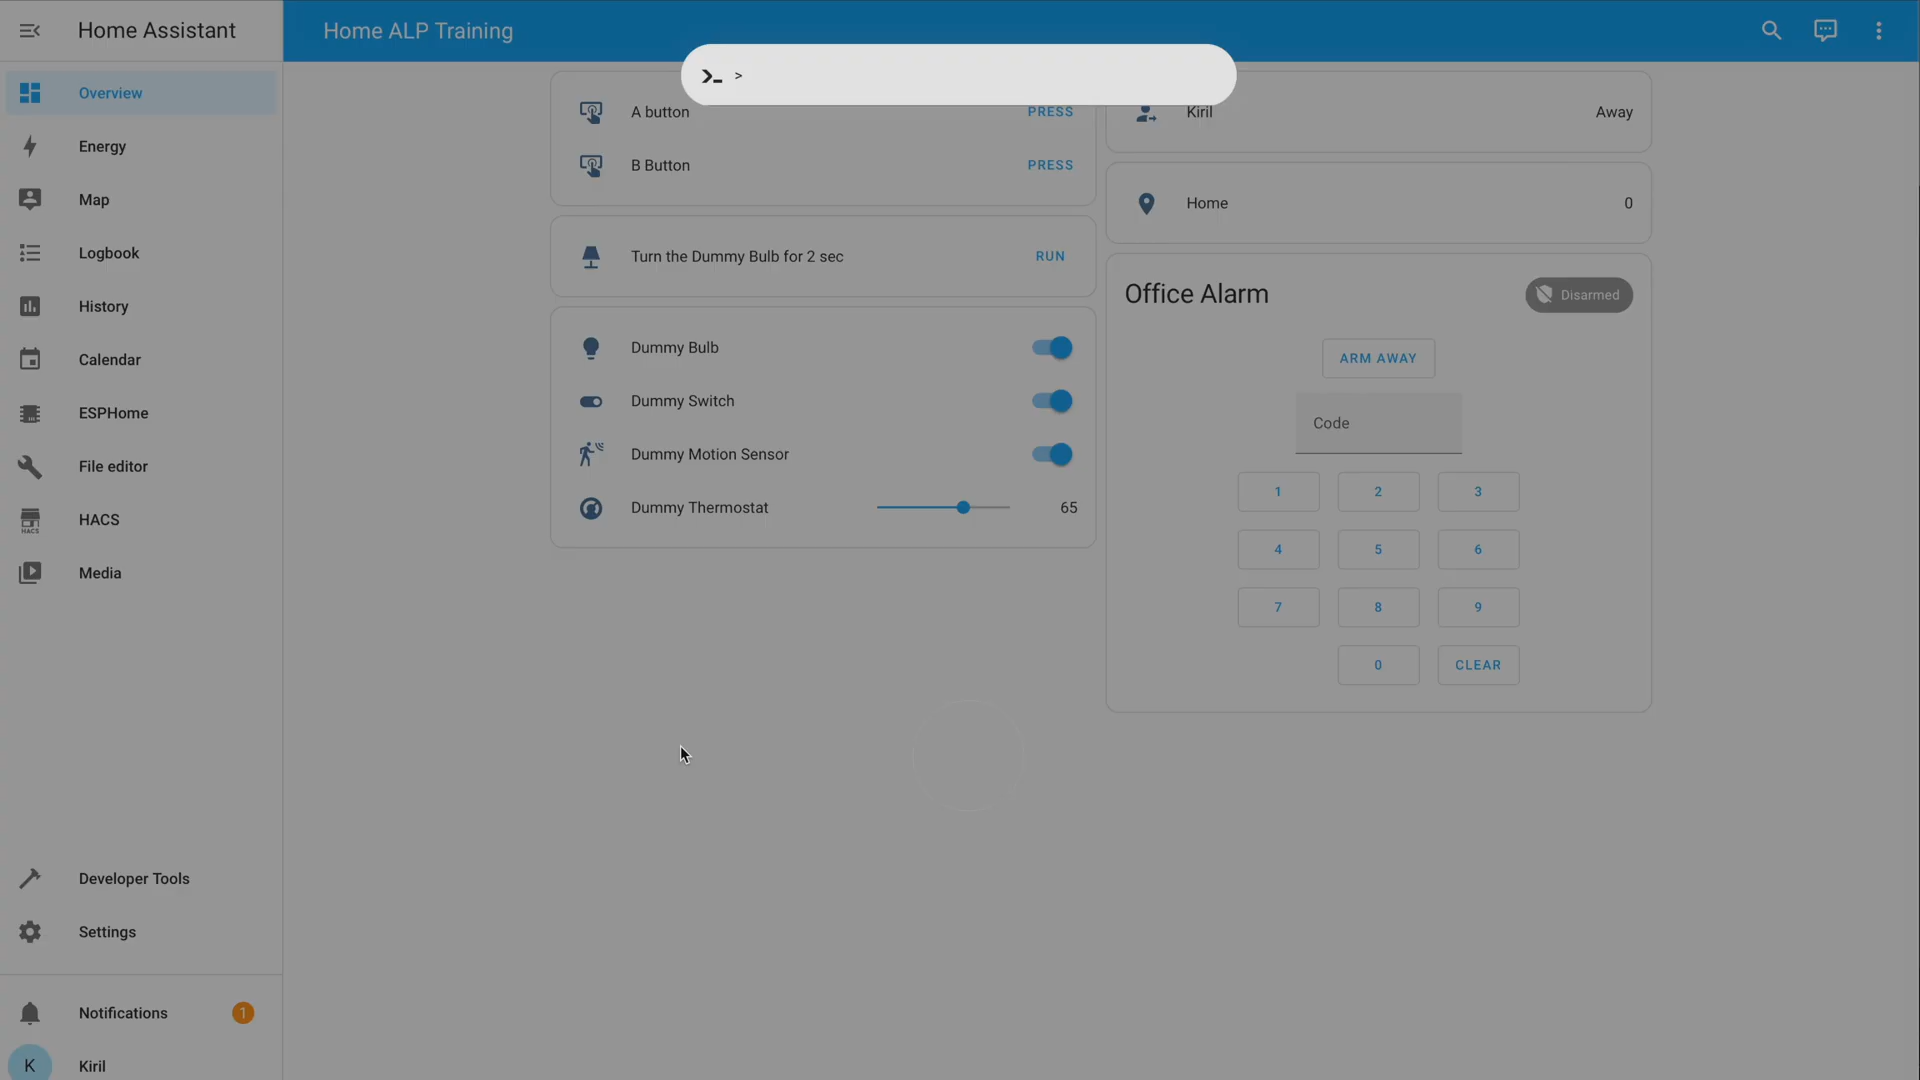 Home Assistant
Home ALP Training
>
Overview
Energy
Map
Logbook
History
Calendar
ESPHome
File editor
HACS
HACS
Media
Developer Tools
Settings
Notifications 1
K Kiril
A button PRESS
B Button PRESS
Turn the Dummy Bulb for 2 sec RUN
Dummy Bulb
Dummy Switch
Dummy Motion Sensor
Dummy Thermostat 65
Kiril Away
Home 0
Office Alarm Disarmed
ARM AWAY
Code
1 2 3
4 5 6
7 8 9
0 CLEAR